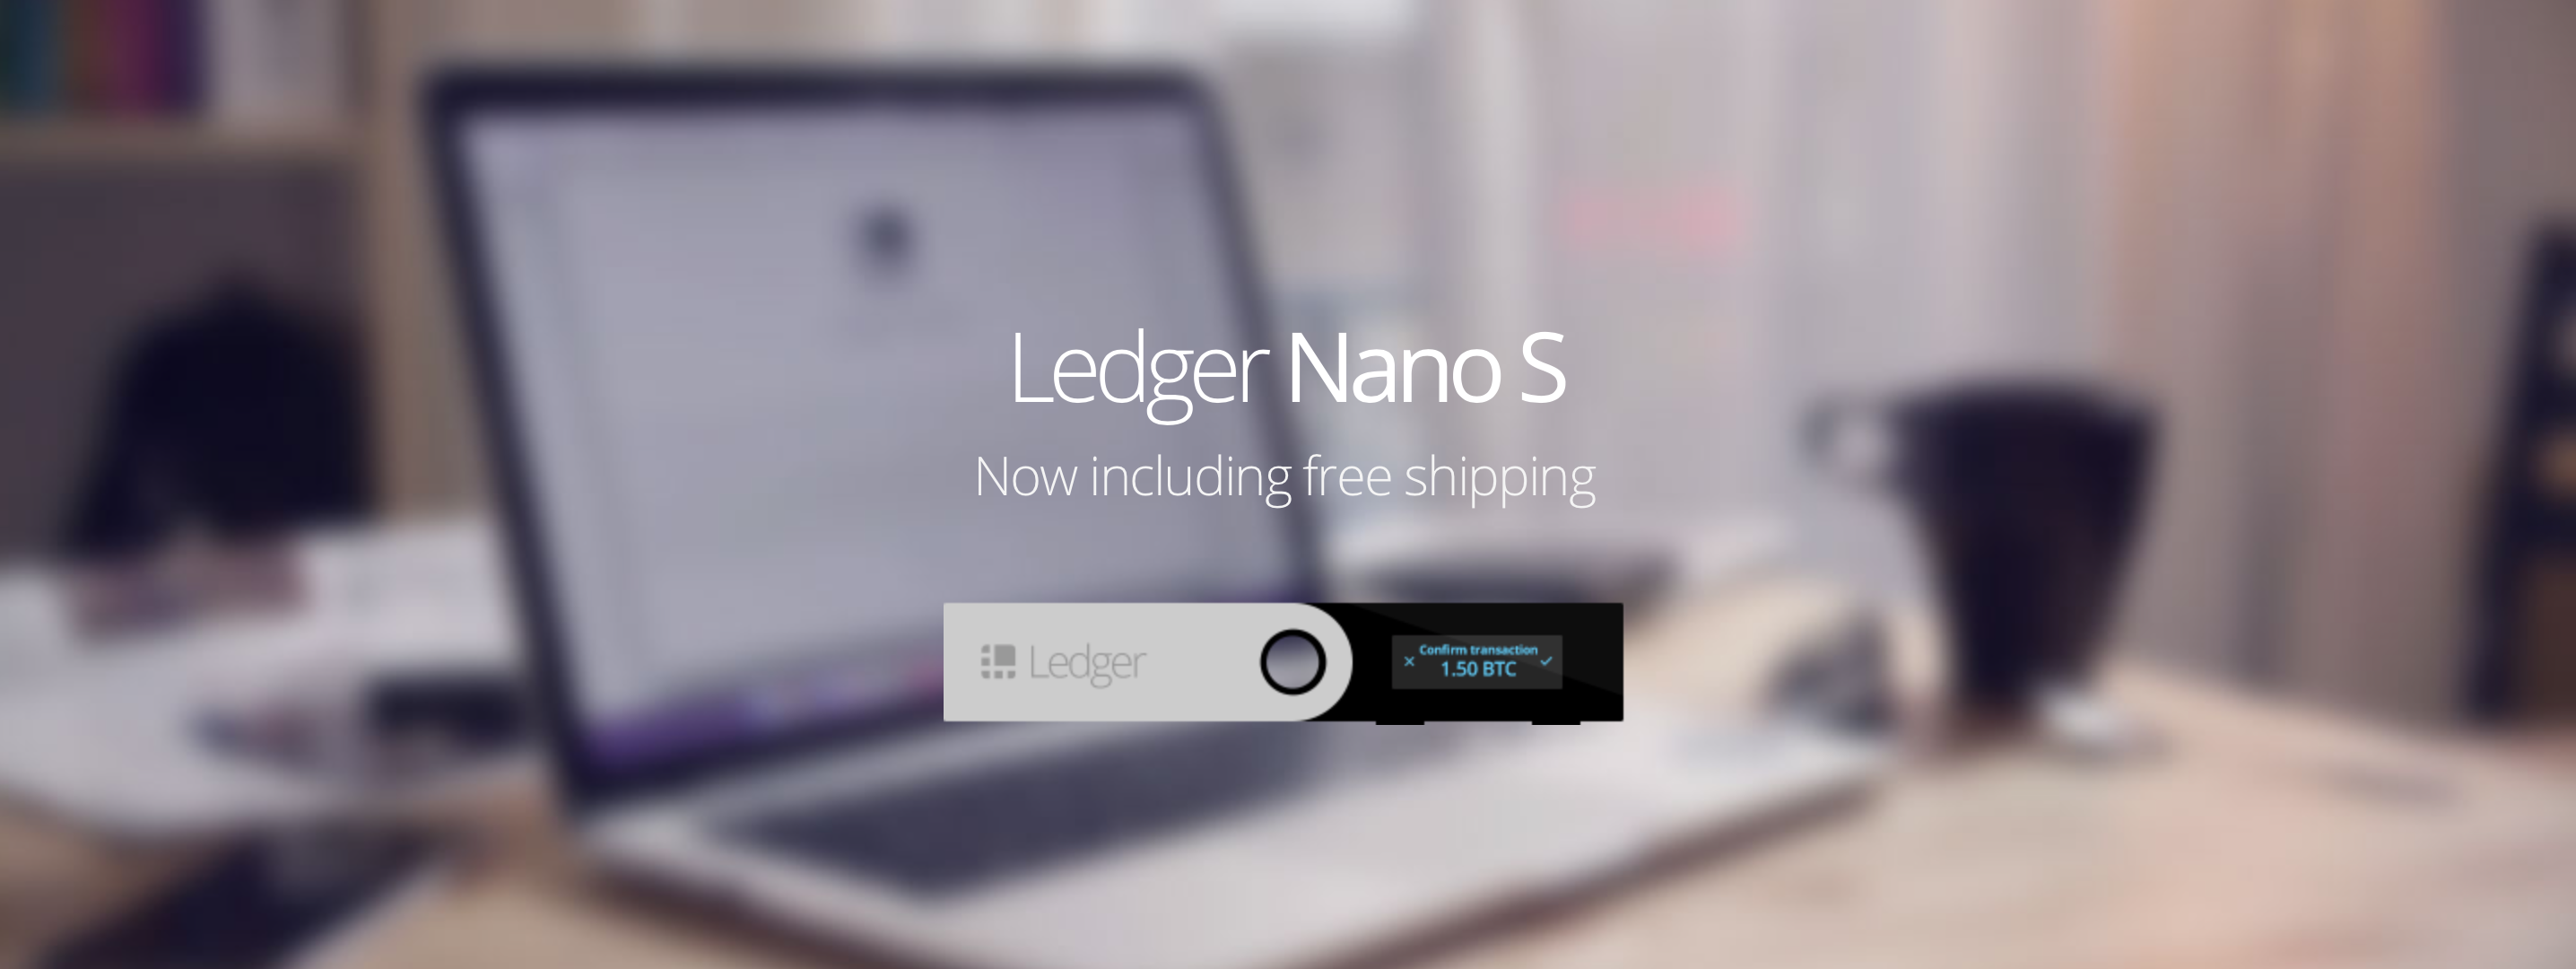 Ledger Nano S
Now including free shipping
Ledger
Confirm transaction
1.50 BTC